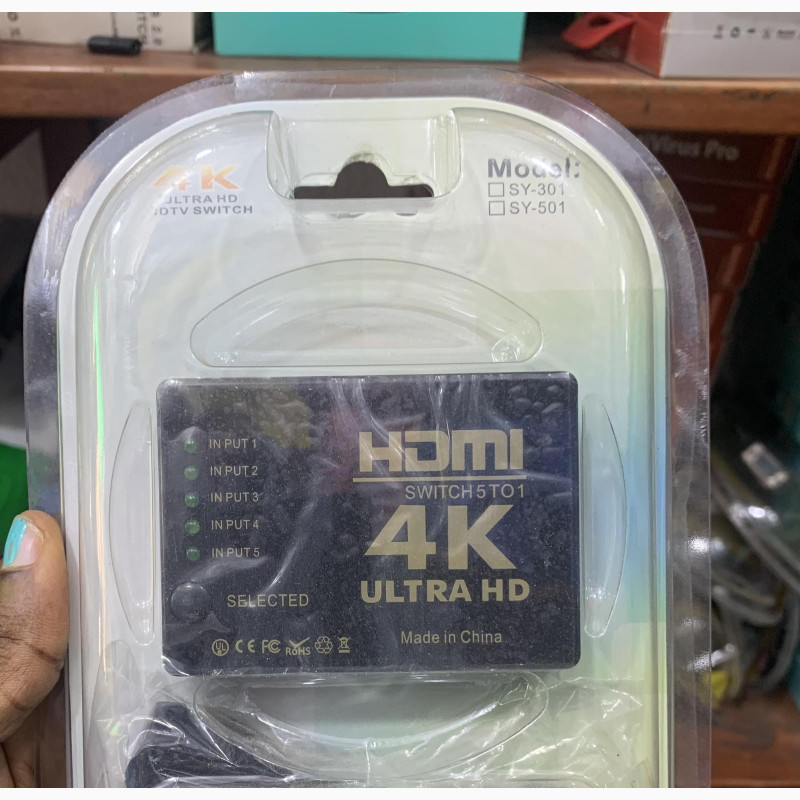 4K
ULTRA HD
HDTV SWITCH
Model:
SY-301
SY-501
Virus Pro
IN PUT 1
IN PUT 2
IN PUT 3
IN PUT 4
IN PUT 5
SELECTED
HDMI
SWITCH 5 TO 1
4K
ULTRA HD
Made in China
UL CE FC RoHS